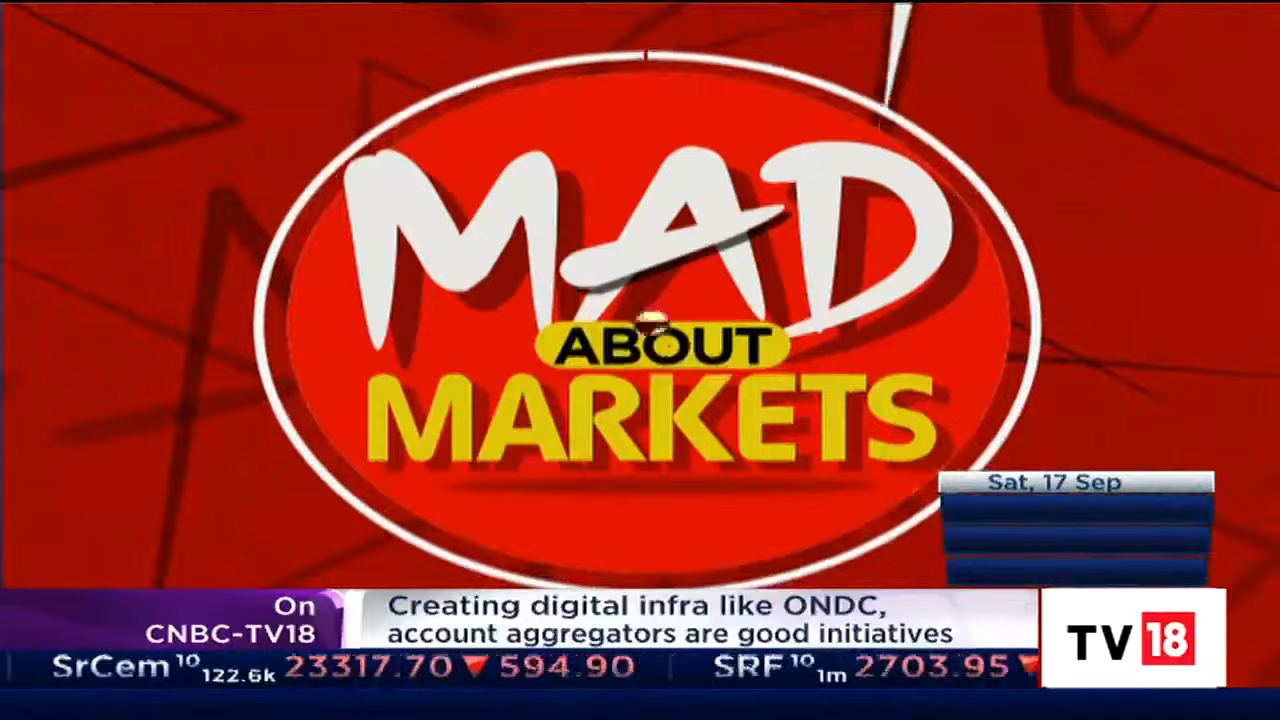 MAD
ABOUT
MARKETS
Sat, 17 Sep
On
CNBC-TV18
Creating digital infra like ONDC,
account aggregators are good initiatives
TV18
SrCem 10 122.6k 23317.70 ▼ 594.90 SRF 10 1m 2703.95 ▼